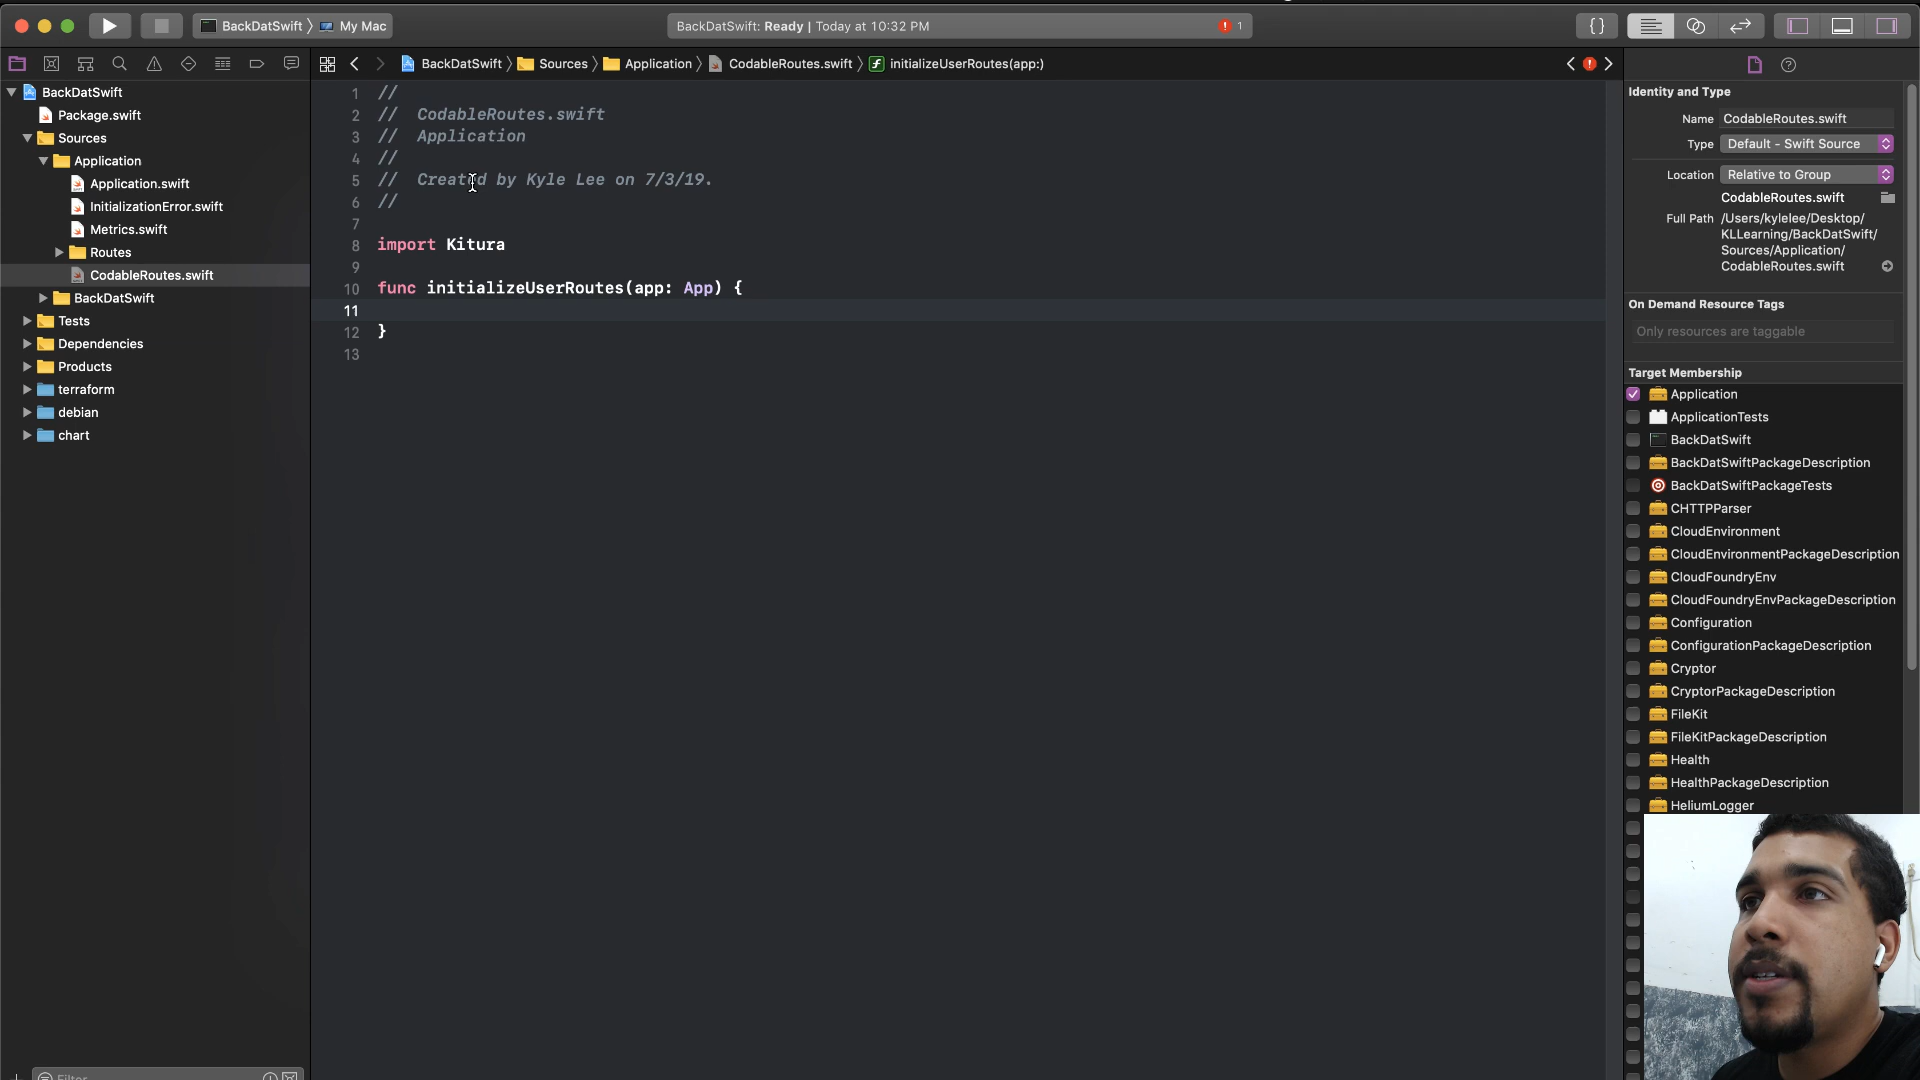 BackDatSwift 〉 My Mac
BackDatSwift: Ready | Today at 10:32 PM
1
{}
BackDatSwift 〉 Sources 〉 Application 〉 CodableRoutes.swift 〉 initializeUserRoutes(app:)
BackDatSwift
Package.swift
Sources
Application
Application.swift
InitializationError.swift
Metrics.swift
Routes
CodableRoutes.swift
BackDatSwift
Tests
Dependencies
Products
terraform
debian
chart
Filter
1 //
2 //  CodableRoutes.swift
3 //  Application
4 //
5 //  Created by Kyle Lee on 7/3/19.
6 //
7
8 import Kitura
9
10 func initializeUserRoutes(app: App) {
11
12 }
13
Identity and Type
Name CodableRoutes.swift
Type Default - Swift Source
Location Relative to Group
CodableRoutes.swift
Full Path /Users/kylelee/Desktop/
KLLearning/BackDatSwift/
Sources/Application/
CodableRoutes.swift
On Demand Resource Tags
Only resources are taggable
Target Membership
Application
ApplicationTests
BackDatSwift
BackDatSwiftPackageDescription
BackDatSwiftPackageTests
CHTTPParser
CloudEnvironment
CloudEnvironmentPackageDescription
CloudFoundryEnv
CloudFoundryEnvPackageDescription
Configuration
ConfigurationPackageDescription
Cryptor
CryptorPackageDescription
FileKit
FileKitPackageDescription
Health
HealthPackageDescription
HeliumLogger